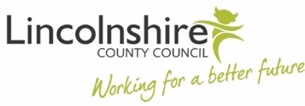 Lincolnshire
COUNTY COUNCIL
Working for a better future